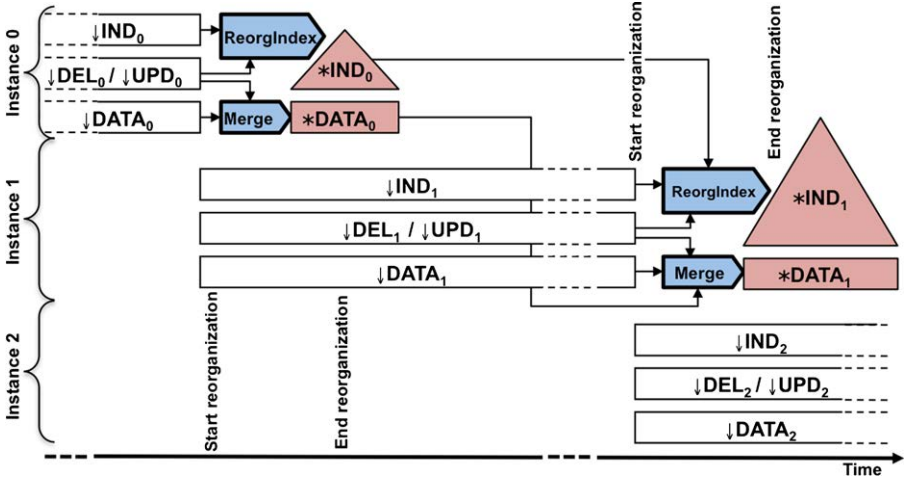 Instance 0
↓IND₀
ReorgIndex
∗IND₀
↓DEL₀ / ↓UPD₀
↓DATA₀
Merge
∗DATA₀
Start reorganization
End reorganization
Instance 1
↓IND₁
ReorgIndex
∗IND₁
↓DEL₁ / ↓UPD₁
↓DATA₁
Merge
∗DATA₁
Instance 2
Start reorganization
End reorganization
↓IND₂
↓DEL₂ / ↓UPD₂
↓DATA₂
Time